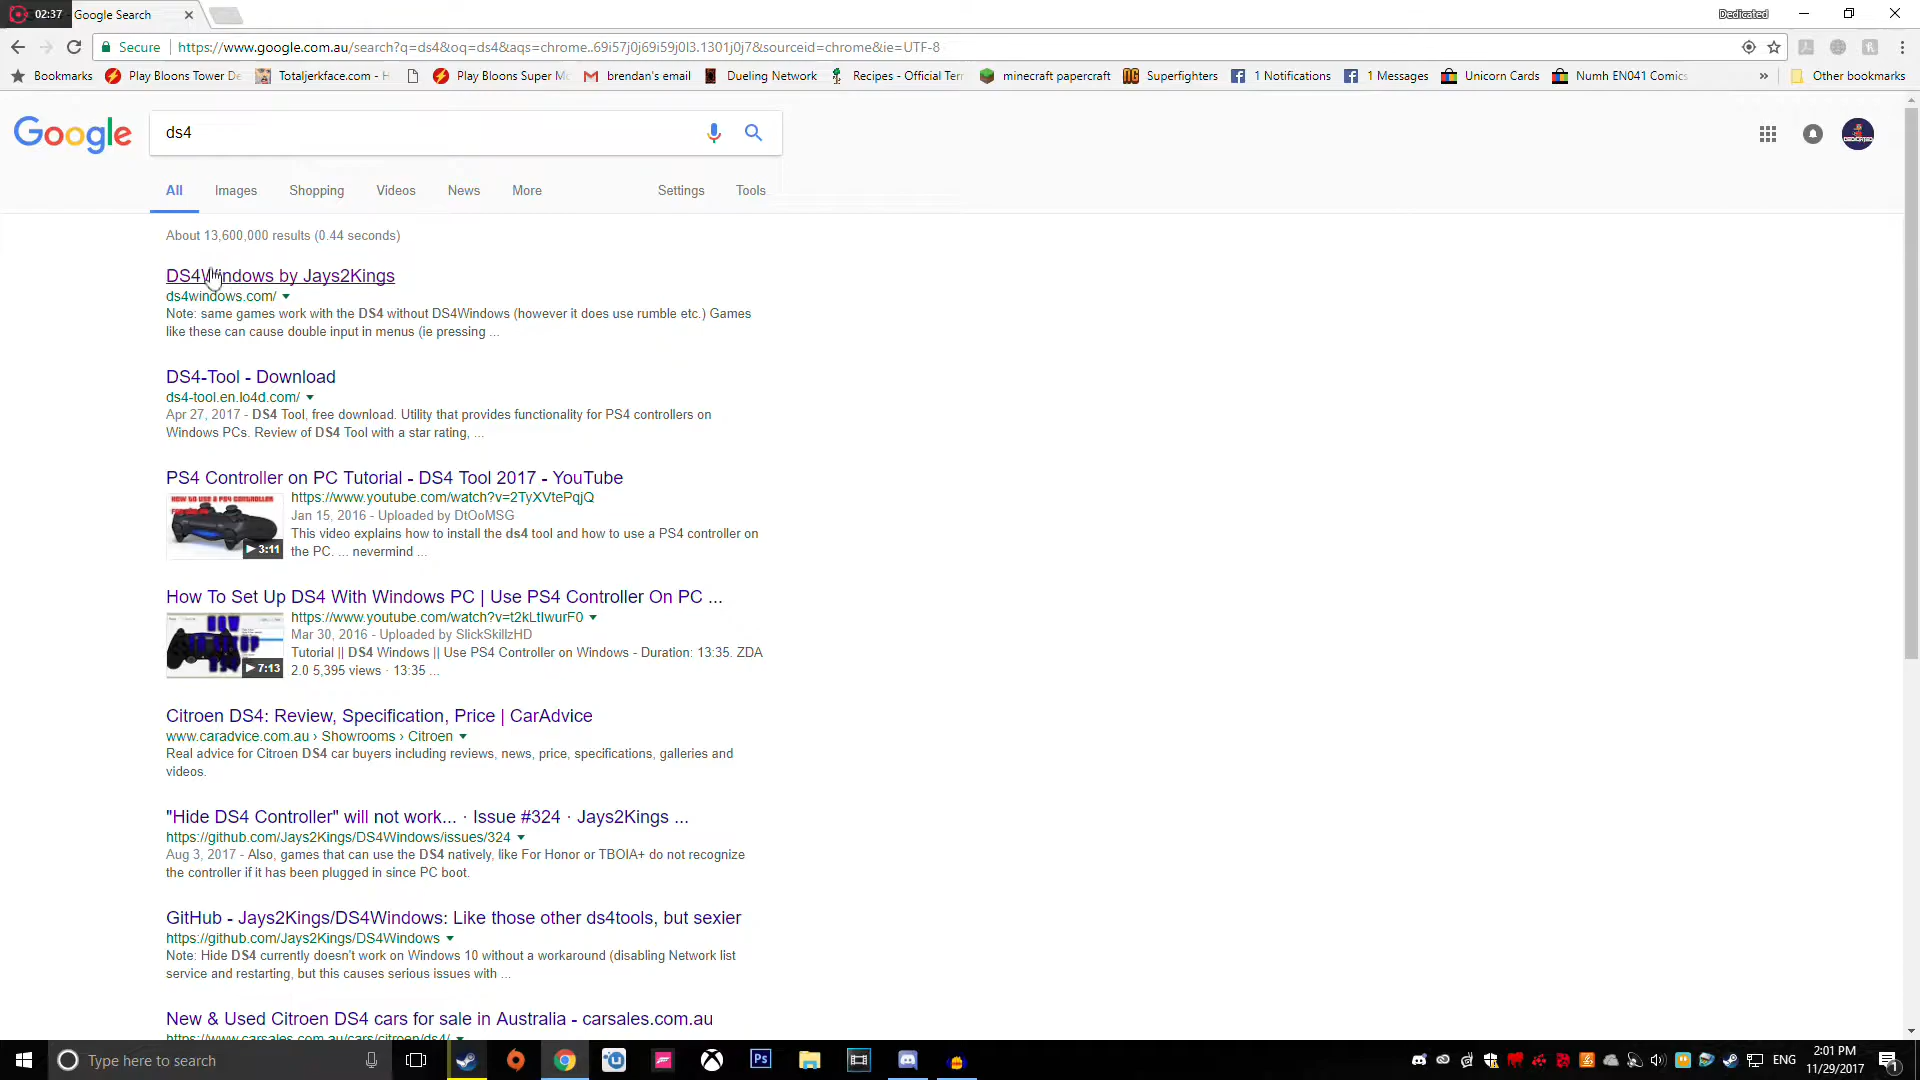 02:37
Google Search
Dedicated
Secure https://www.google.com.au/search?q=ds4&oq=ds4&aqs=chrome..69i57j0j69i59j0l3.1301j0j7&sourceid=chrome&ie=UTF-8
Bookmarks Play Bloons Tower De Totaljerkface.com - H Play Bloons Super Mo brendan's email Dueling Network Recipes - Official Terr minecraft papercraft Superfighters 1 Notifications 1 Messages Unicorn Cards Numh EN041 Comics » Other bookmarks
Google
ds4
All Images Shopping Videos News More Settings Tools
About 13,600,000 results (0.44 seconds)
DS4Windows by Jays2Kings
ds4windows.com/
Note: same games work with the DS4 without DS4Windows (however it does use rumble etc.) Games
like these can cause double input in menus (ie pressing ...
DS4-Tool - Download
ds4-tool.en.lo4d.com/
Apr 27, 2017 - DS4 Tool, free download. Utility that provides functionality for PS4 controllers on
Windows PCs. Review of DS4 Tool with a star rating, ...
PS4 Controller on PC Tutorial - DS4 Tool 2017 - YouTube
HOW TO USE A PS4 CONTROLLER
3:11
https://www.youtube.com/watch?v=2TyXVtePqjQ
Jan 15, 2016 - Uploaded by DtOoMSG
This video explains how to install the ds4 tool and how to use a PS4 controller on
the PC. ... nevermind ...
How To Set Up DS4 With Windows PC | Use PS4 Controller On PC ...
7:13
https://www.youtube.com/watch?v=t2kLtIwurF0
Mar 30, 2016 - Uploaded by SlickSkillzHD
Tutorial || DS4 Windows || Use PS4 Controller on Windows - Duration: 13:35. ZDA
2.0 5,395 views · 13:35 ...
Citroen DS4: Review, Specification, Price | CarAdvice
www.caradvice.com.au › Showrooms › Citroen
Real advice for Citroen DS4 car buyers including reviews, news, price, specifications, galleries and
videos.
"Hide DS4 Controller" will not work... · Issue #324 · Jays2Kings ...
https://github.com/Jays2Kings/DS4Windows/issues/324
Aug 3, 2017 - Also, games that can use the DS4 natively, like For Honor or TBOIA+ do not recognize
the controller if it has been plugged in since PC boot.
GitHub - Jays2Kings/DS4Windows: Like those other ds4tools, but sexier
https://github.com/Jays2Kings/DS4Windows
Note: Hide DS4 currently doesn't work on Windows 10 without a workaround (disabling Network list
service and restarting, but this causes serious issues with ...
New & Used Citroen DS4 cars for sale in Australia - carsales.com.au
https://www.carsales.com.au/cars/citroen/ds4/
Type here to search
Ps
ENG
2:01 PM
11/29/2017
1